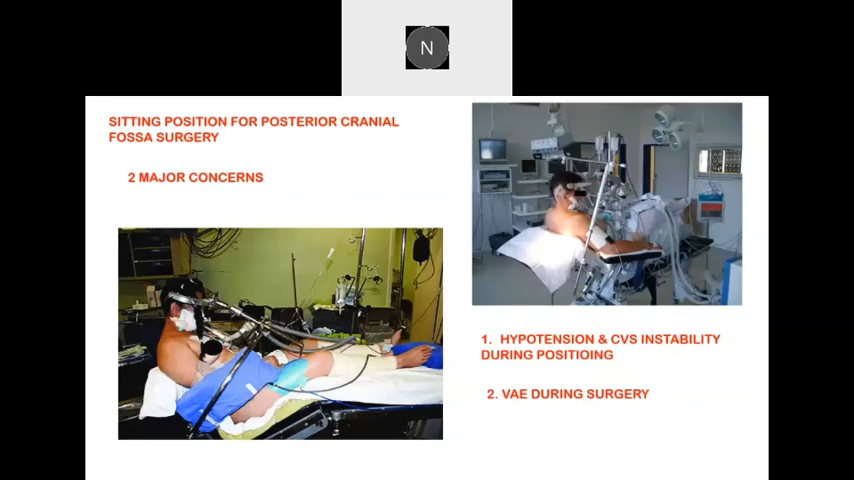 N
SITTING POSITION FOR POSTERIOR CRANIAL
FOSSA SURGERY
2 MAJOR CONCERNS
1. HYPOTENSION & CVS INSTABILITY
DURING POSITIOING
2. VAE DURING SURGERY